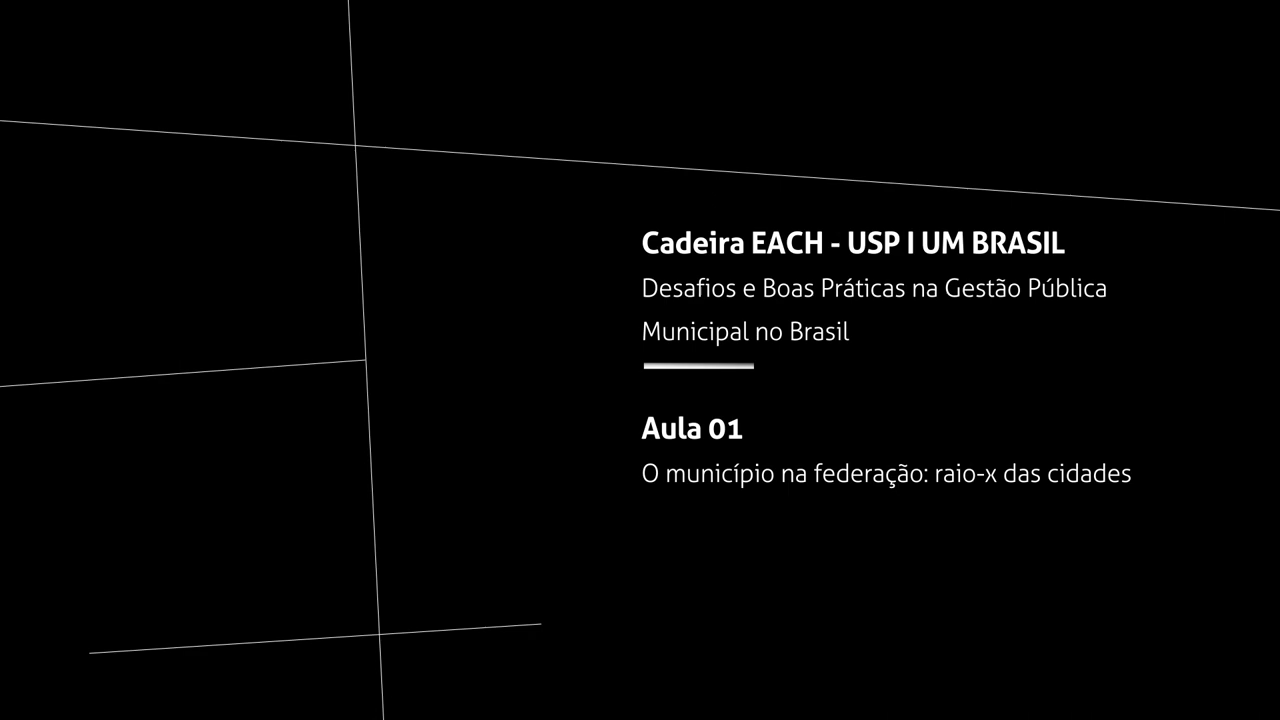 Cadeira EACH - USP I UM BRASIL
Desafios e Boas Práticas na Gestão Pública
Municipal no Brasil
Aula 01
O município na federação: raio-x das cidades